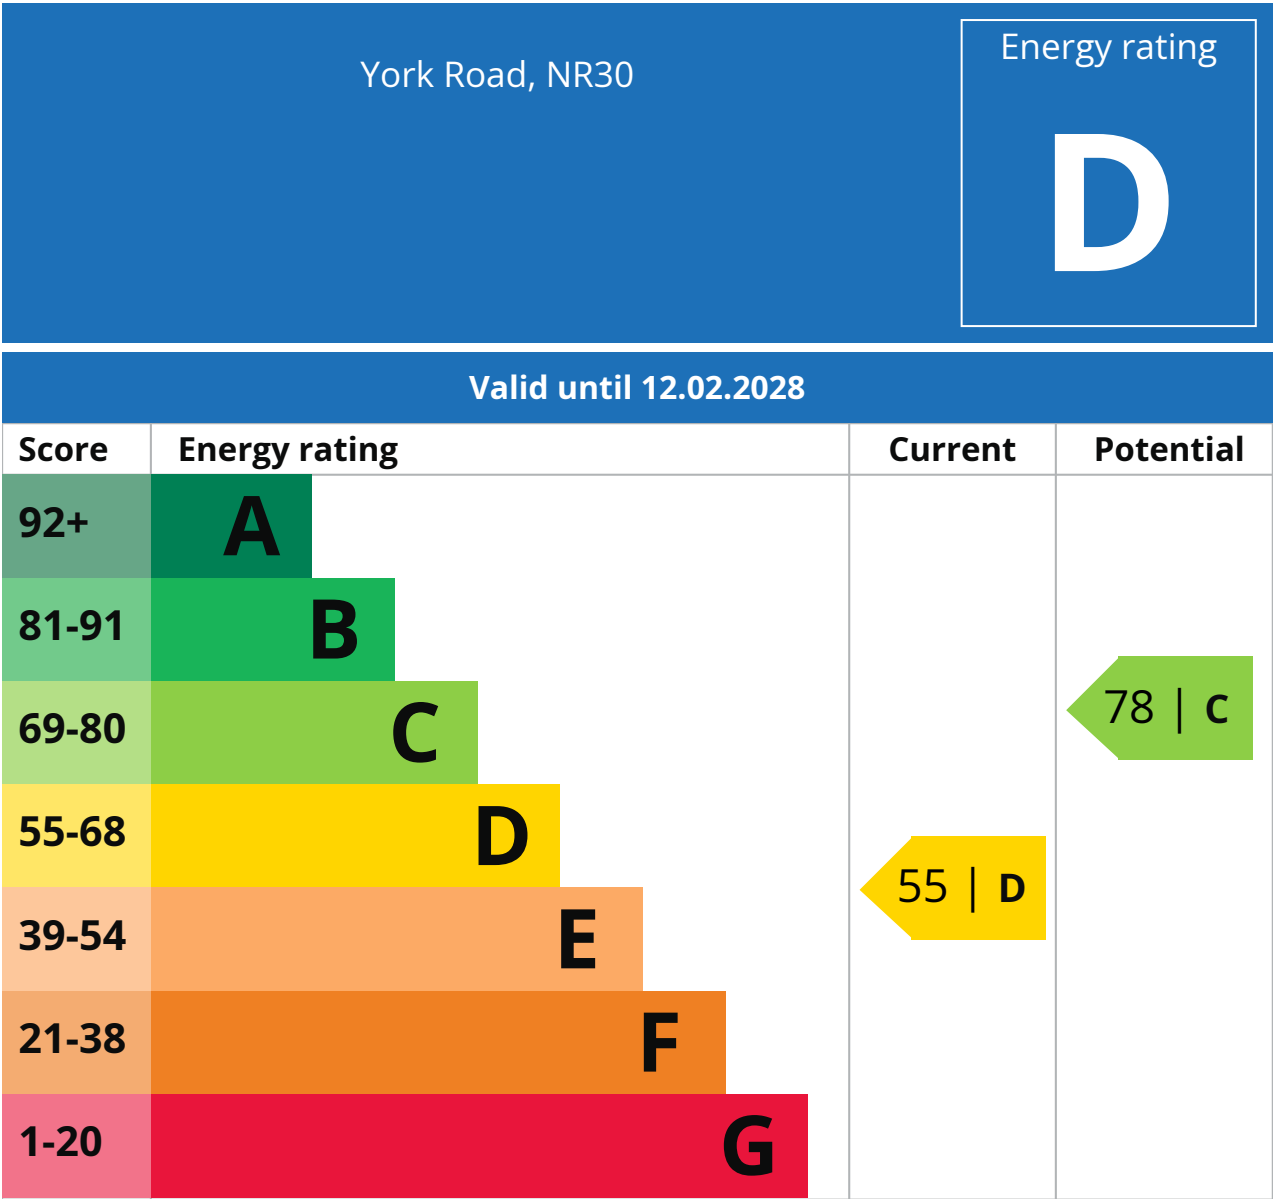 York Road, NR30
Energy rating
D
Valid until 12.02.2028
Score Energy rating Current Potential
92+ A
81-91 B
69-80 C
78 | C
55-68 D
55 | D
39-54 E
21-38 F
1-20 G